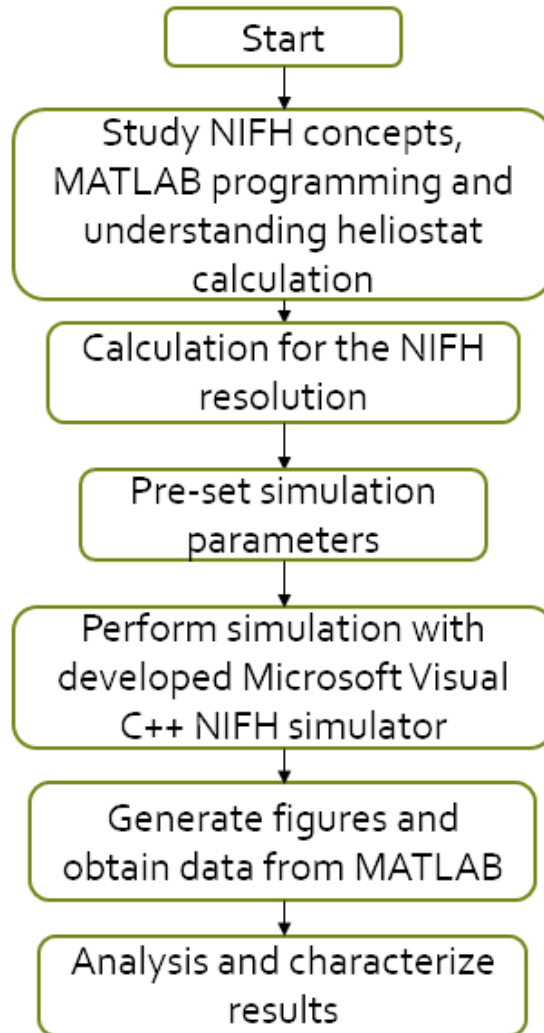 Start
Study NIFH concepts,
MATLAB programming and
understanding heliostat
calculation
Calculation for the NIFH
resolution
Pre-set simulation
parameters
Perform simulation with
developed Microsoft Visual
C++ NIFH simulator
Generate figures and
obtain data from MATLAB
Analysis and characterize
results